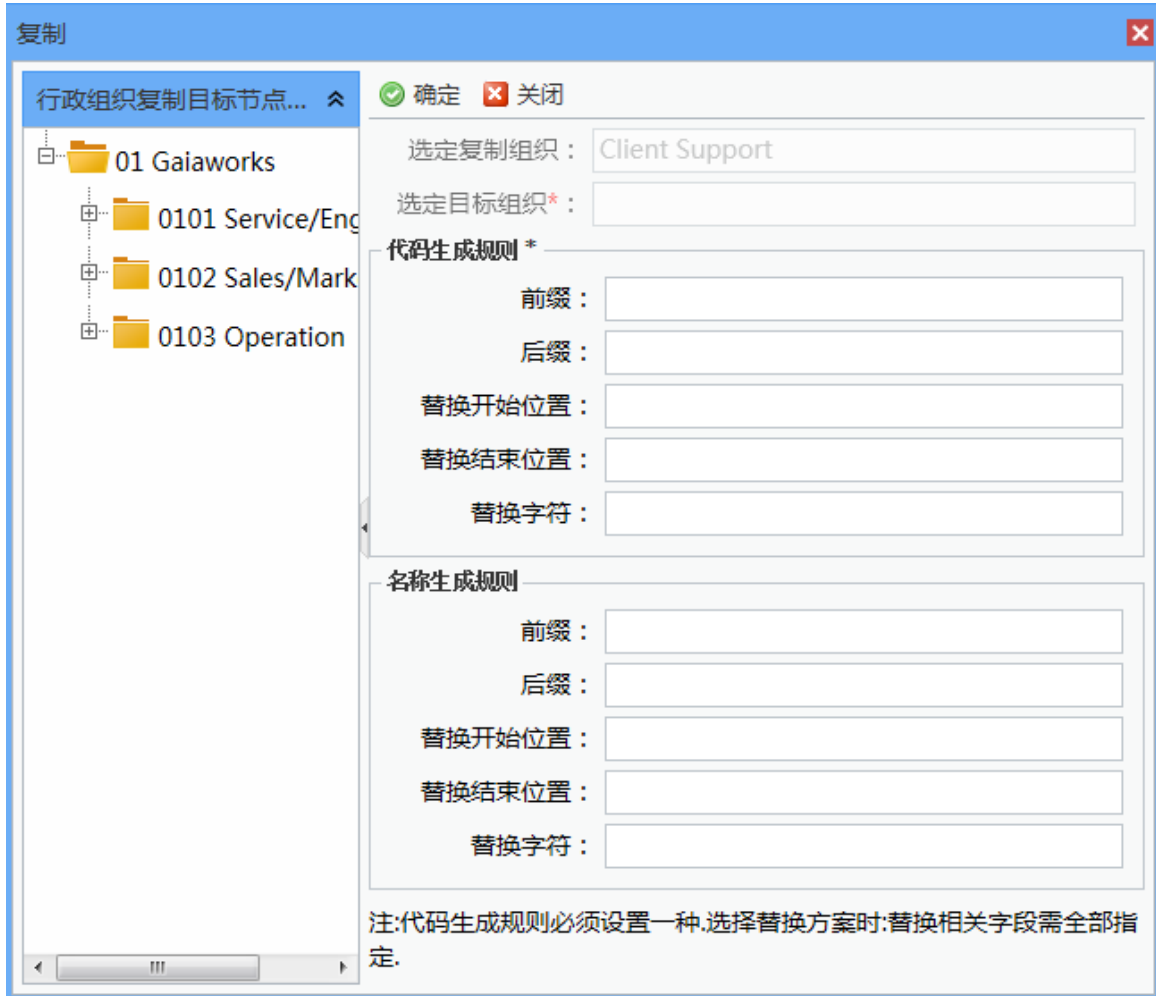 复制
行政组织复制目标节点...
01 Gaiaworks
0101 Service/Eng
0102 Sales/Mark
0103 Operation
确定 关闭
选定复制组织： Client Support
选定目标组织*：
代码生成规则 *
前缀：
后缀：
替换开始位置：
替换结束位置：
替换字符：
名称生成规则
前缀：
后缀：
替换开始位置：
替换结束位置：
替换字符：
注:代码生成规则必须设置一种.选择替换方案时:替换相关字段需全部指
定.